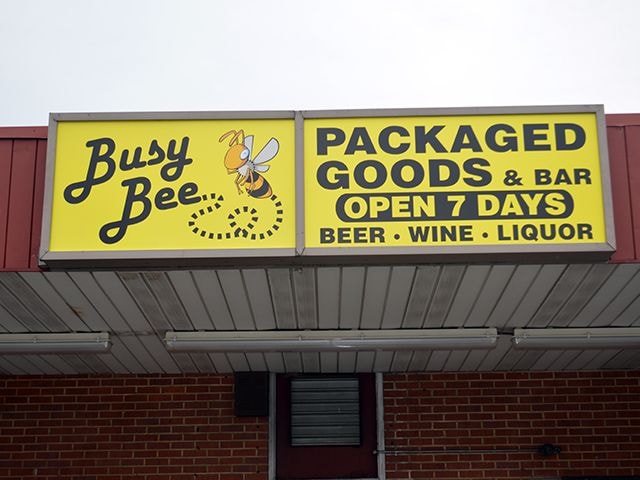 Busy
Bee
PACKAGED
GOODS & BAR
OPEN 7 DAYS
BEER · WINE · LIQUOR